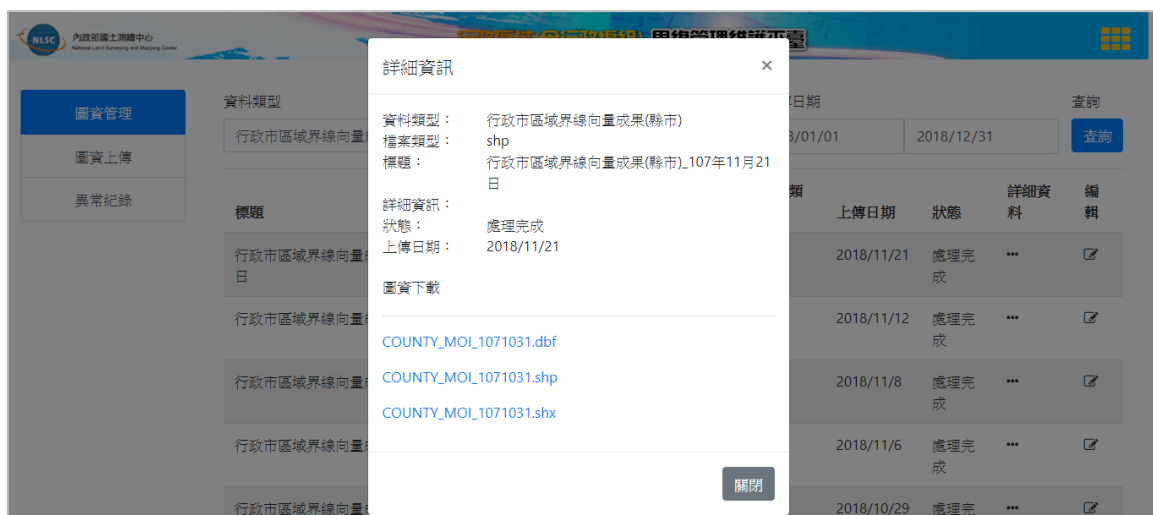 NLSC 內政部國土測繪中心
National Land Surveying and Mapping Center
界線管理維護平臺
詳細資訊
×
圖資管理
圖資上傳
異常紀錄
資料類型
日期
查詢
行政市區域界線向量
/01/01
2018/12/31
查詢
資料類型： 行政市區域界線向量成果(縣市)
檔案類型： shp
標題： 行政市區域界線向量成果(縣市)_107年11月21
日
詳細資訊：
狀態： 處理完成
上傳日期： 2018/11/21
圖資下載
COUNTY_MOI_1071031.dbf
COUNTY_MOI_1071031.shp
COUNTY_MOI_1071031.shx
關閉
標題
類
上傳日期
狀態
詳細資
料
編
輯
行政市區域界線向量
日
2018/11/21
處理完
成
•••
行政市區域界線向量
2018/11/12
處理完
成
•••
行政市區域界線向量
2018/11/8
處理完
成
•••
行政市區域界線向量
2018/11/6
處理完
成
•••
行政市區域界線向量
2018/10/29
處理完
•••